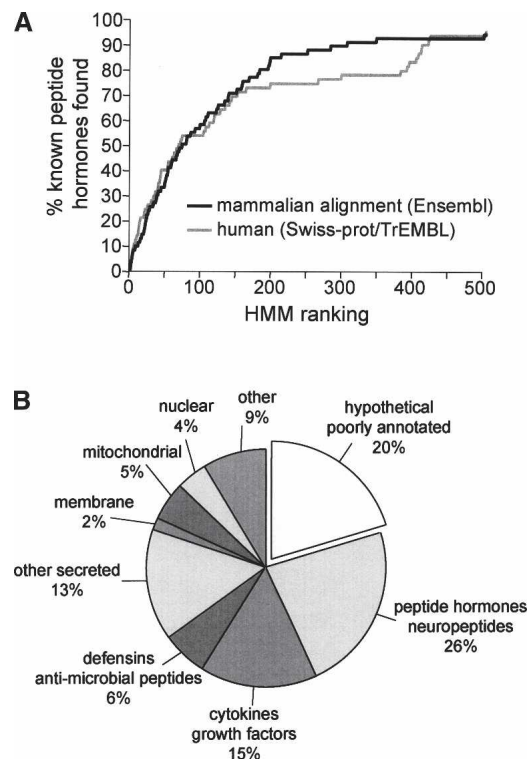 A
% known peptide
hormones found
100
90
80
70
60
50
40
30
20
10
0
mammalian alignment (Ensembl)
human (Swiss-prot/TrEMBL)
0
100
200
300
400
500
HMM ranking
B
nuclear
4%
other
9%
hypothetical
poorly annotated
20%
mitochondrial
5%
membrane
2%
other secreted
13%
peptide hormones
neuropeptides
26%
defensins
anti-microbial peptides
6%
cytokines
growth factors
15%